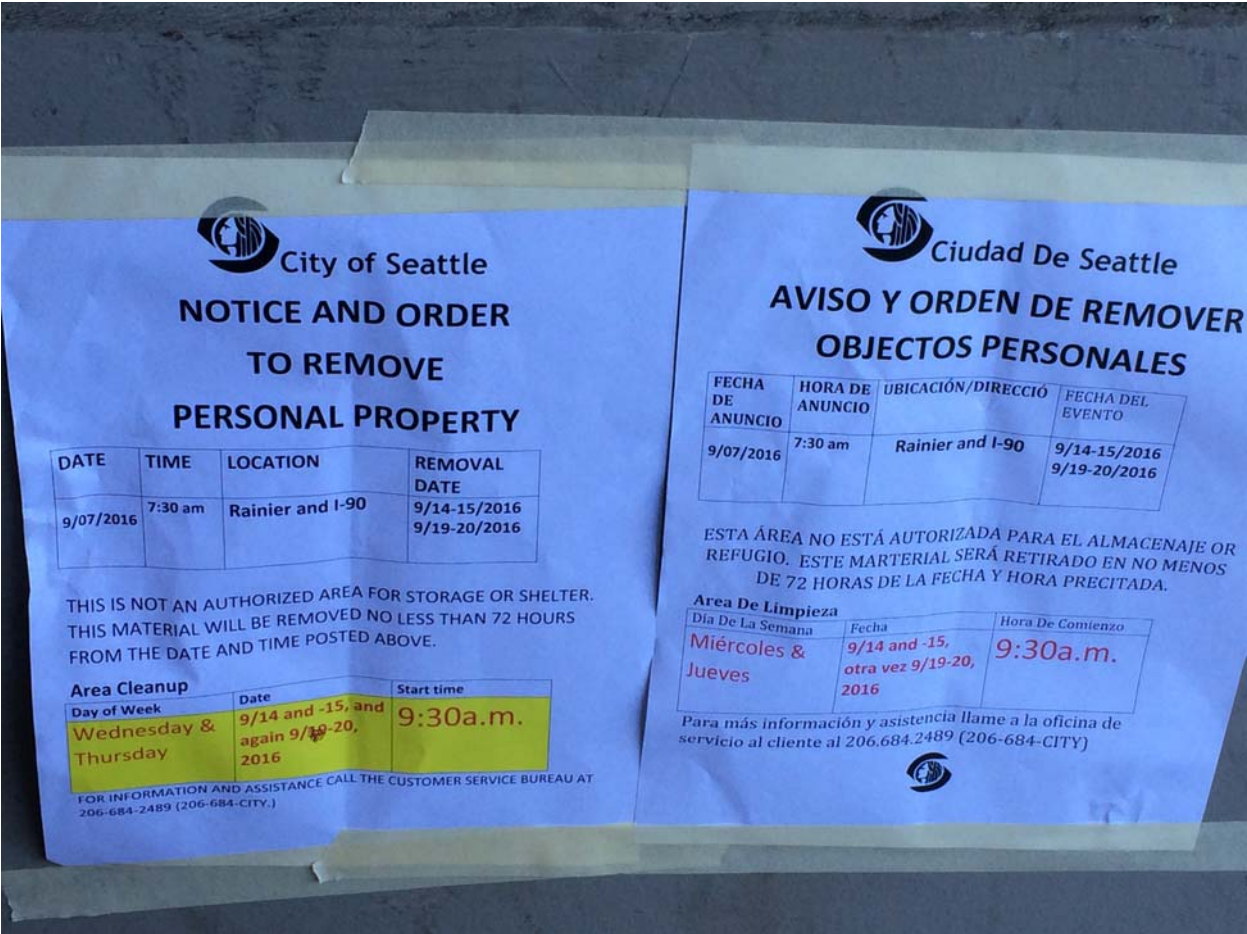 City of Seattle
NOTICE AND ORDER
TO REMOVE
PERSONAL PROPERTY
DATE TIME LOCATION REMOVAL
DATE
9/07/2016 7:30 am Rainier and I-90 9/14-15/2016
9/19-20/2016
THIS IS NOT AN AUTHORIZED AREA FOR STORAGE OR SHELTER.
THIS MATERIAL WILL BE REMOVED NO LESS THAN 72 HOURS
FROM THE DATE AND TIME POSTED ABOVE.
Area Cleanup
Day of Week Date Start time
Wednesday & 9/14 and -15, and 9:30a.m.
Thursday again 9/19-20,
2016
FOR INFORMATION AND ASSISTANCE CALL THE CUSTOMER SERVICE BUREAU AT
206-684-2489 (206-684-CITY.)
Ciudad De Seattle
AVISO Y ORDEN DE REMOVER
OBJECTOS PERSONALES
FECHA HORA DE UBICACIÓN/DIRECCIÓ FECHA DEL
DE ANUNCIO EVENTO
ANUNCIO
9/07/2016 7:30 am Rainier and I-90 9/14-15/2016
9/19-20/2016
ESTA ÁREA NO ESTÁ AUTORIZADA PARA EL ALMACENAJE OR
REFUGIO. ESTE MARTERIAL SERÁ RETIRADO EN NO MENOS
DE 72 HORAS DE LA FECHA Y HORA PRECITADA.
Area De Limpieza
Día De La Semana Fecha Hora De Comienzo
Miércoles & 9/14 and -15, 9:30a.m.
Jueves otra vez 9/19-20,
2016
Para más información y asistencia llame a la oficina de
servicio al cliente al 206.684.2489 (206-684-CITY)